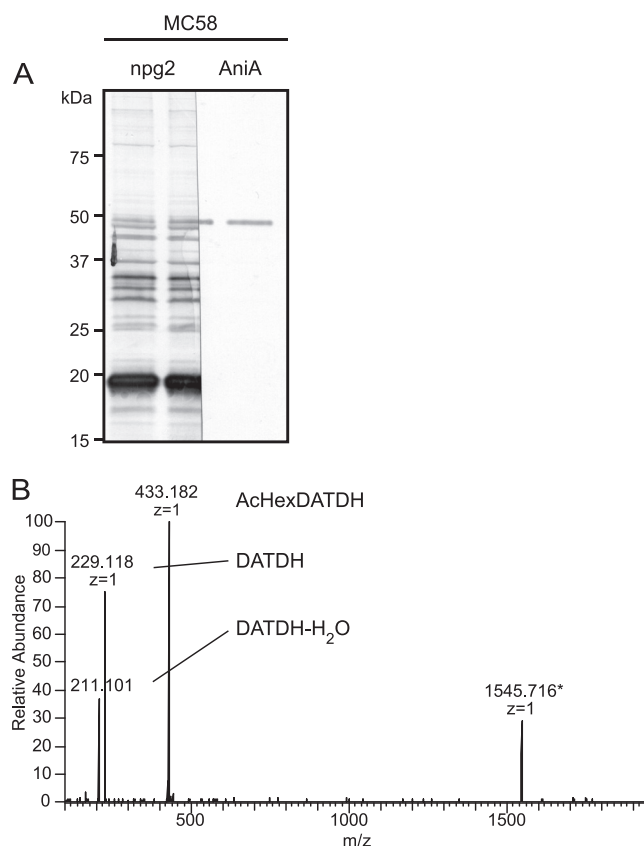 MC58
npg2 AniA
A
kDa
75
50
37
25
20
15
B
433.182
z=1
AcHexDATDH
229.118
z=1
DATDH
DATDH-H₂O
211.101
1545.716*
z=1
Relative Abundance
100
90
80
70
60
50
40
30
20
10
0
500 1000 1500
m/z